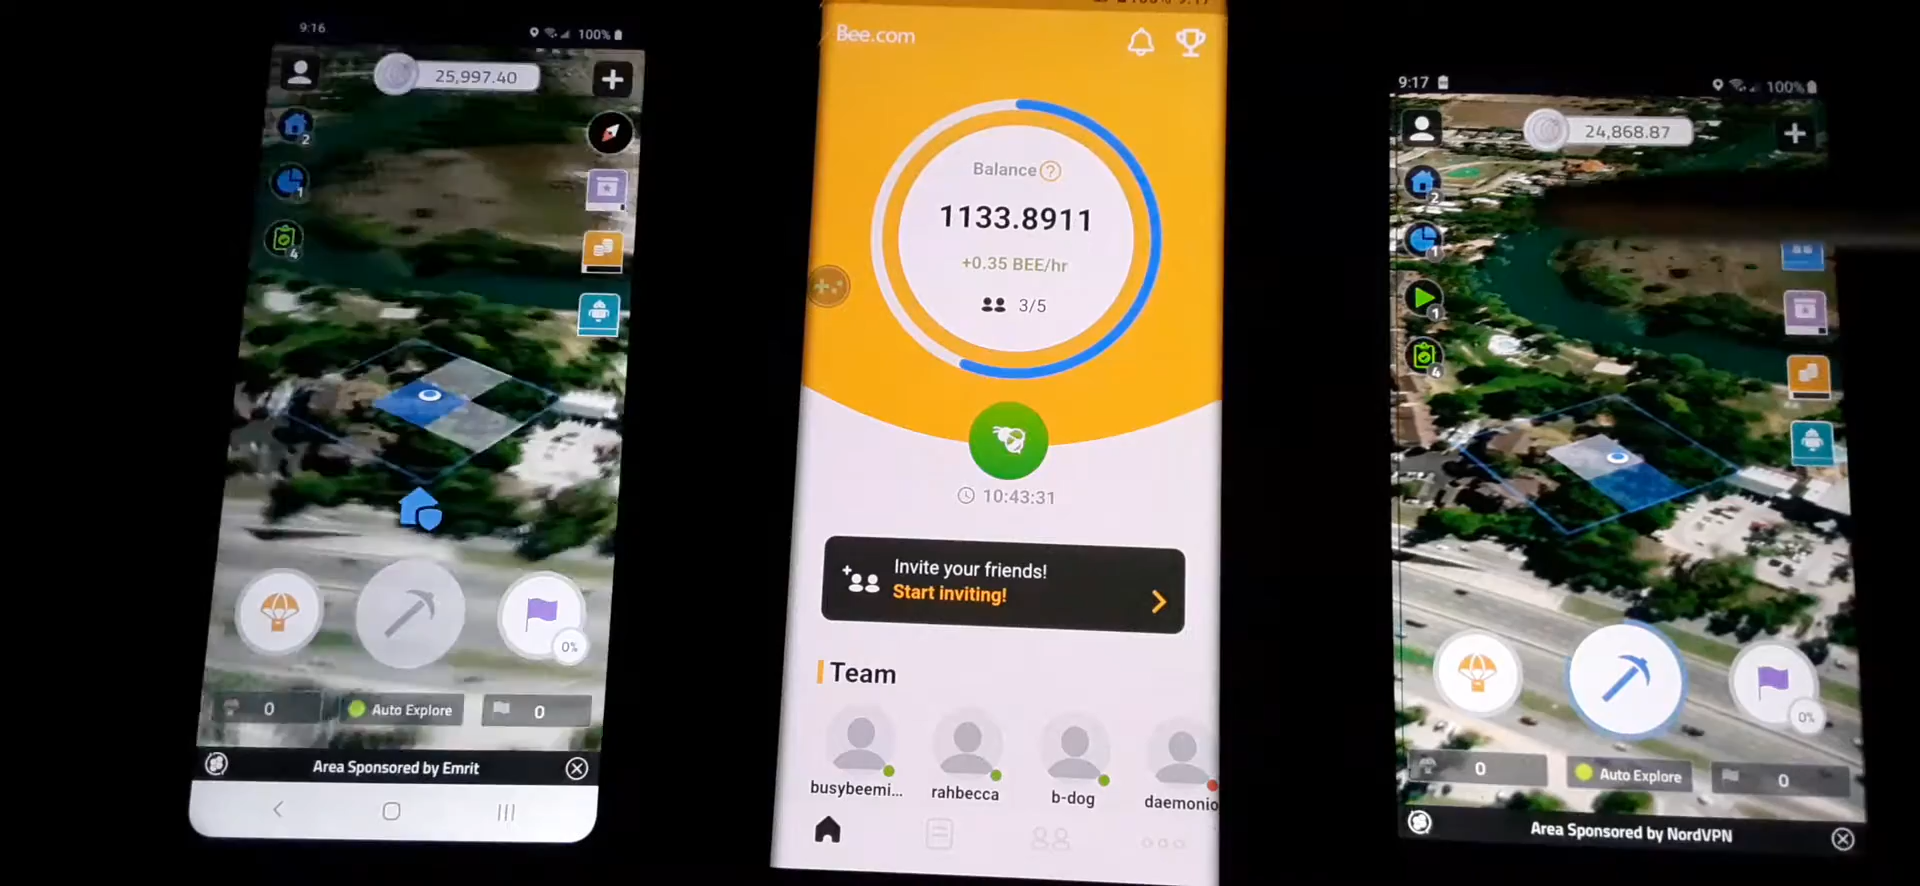 9:16
100%
25,997.40
2
1
4
0%
0
Auto Explore
0
Area Sponsored by Emrit
Bee.com
Balance ?
1133.8911
+0.35 BEE/hr
3/5
10:43:31
Invite your friends!
Start inviting!
Team
busybeemi...
rahbecca
b-dog
daemonio
9:17
100%
24,868.87
2
1
1
4
0%
0
Auto Explore
0
Area Sponsored by NordVPN